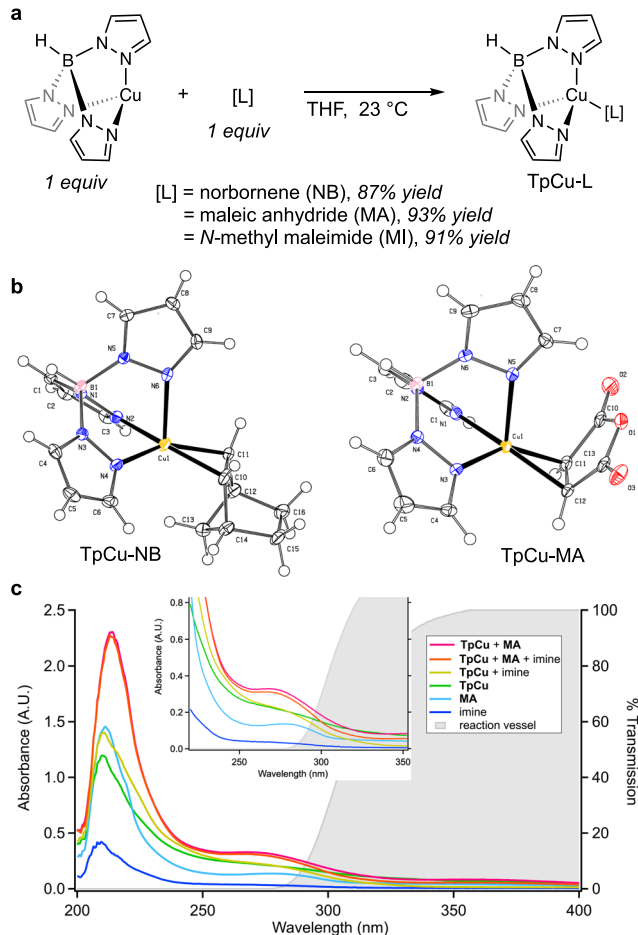 a
H B N N Cu N N N N
1 equiv
+
[L]
1 equiv
THF, 23 °C
H B N N Cu [L] N N N N
TpCu-L
[L] = norbornene (NB), 87% yield
= maleic anhydride (MA), 93% yield
= N-methyl maleimide (MI), 91% yield
b
C8
C7
C9
N5
N6
C1
C2
B1
N1
N2
C3
N3
Cu1
C11
C4
N4
C10
C12
C5
C6
C13
C16
C14
C15
TpCu-NB
C8
C9
C7
N6
N5
O2
C3
C2
B1
N2
C10
C1
N1
O1
Cu1
N4
C13
C11
C6
N3
O3
C12
C5
C4
TpCu-MA
c
2.5
2.0
1.5
1.0
0.5
0.0
Absorbance (A.U.)
200
250
300
350
400
Wavelength (nm)
100
80
60
40
20
0
% Transmission
0.8
0.6
0.4
0.2
0.0
Absorbance (A.U.)
250
300
350
Wavelength (nm)
TpCu + MA
TpCu + MA + imine
TpCu + imine
TpCu
MA
imine
reaction vessel